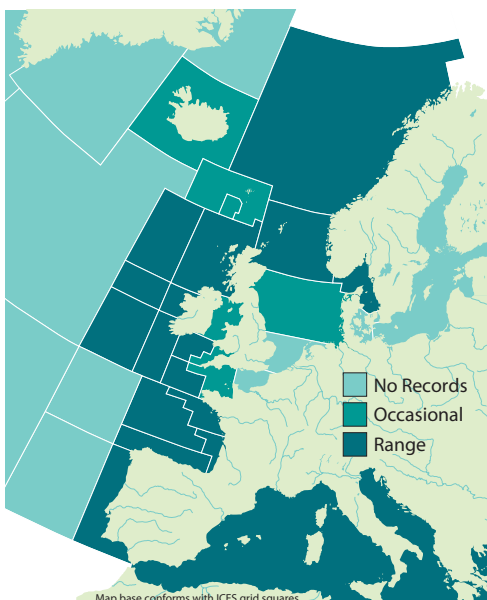 No Records
Occasional
Range
Map base conforms with ICES grid squares